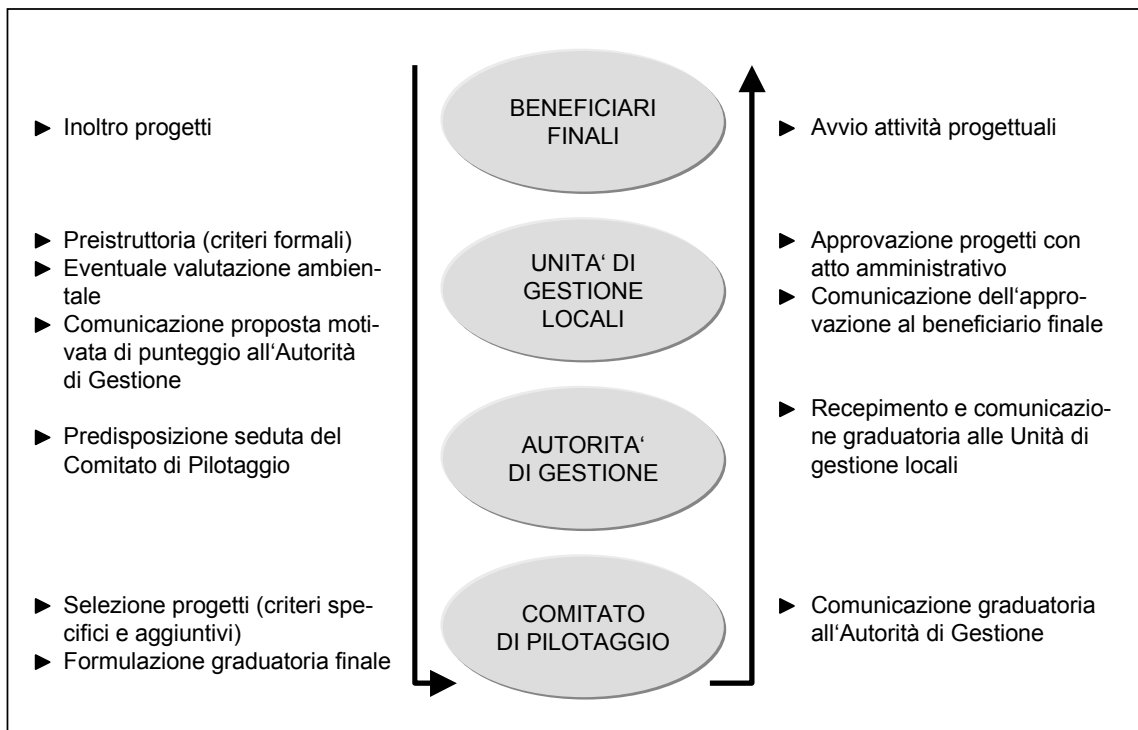 ► Inoltro progetti
► Preistruttoria (criteri formali)
► Eventuale valutazione ambien-
tale
► Comunicazione proposta moti-
vata di punteggio all‘Autorità
di Gestione
► Predisposizione seduta del
Comitato di Pilotaggio
► Selezione progetti (criteri spe-
cifici e aggiuntivi)
► Formulazione graduatoria finale
BENEFICIARI
FINALI
UNITA‘ DI
GESTIONE
LOCALI
AUTORITA‘
DI GESTIONE
COMITATO
DI PILOTAGGIO
► Avvio attività progettuali
► Approvazione progetti con
atto amministrativo
► Comunicazione dell‘appro-
vazione al beneficiario finale
► Recepimento e comunicazio-
ne graduatoria alle Unità di
gestione locali
► Comunicazione graduatoria
all‘Autorità di Gestione